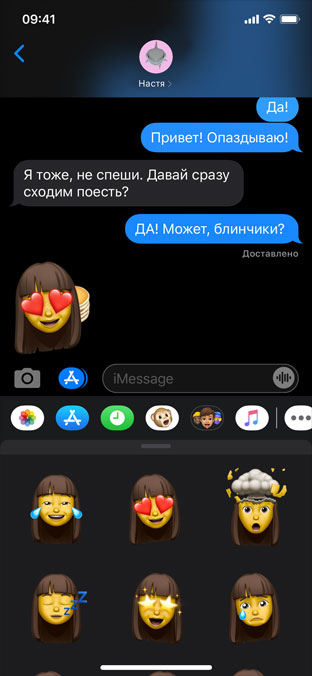 09:41
Настя
Да!
Привет! Опаздываю!
Я тоже, не спеши. Давай сразу
сходим поесть?
ДА! Может, блинчики?
Доставлено
iMessage
z z Z